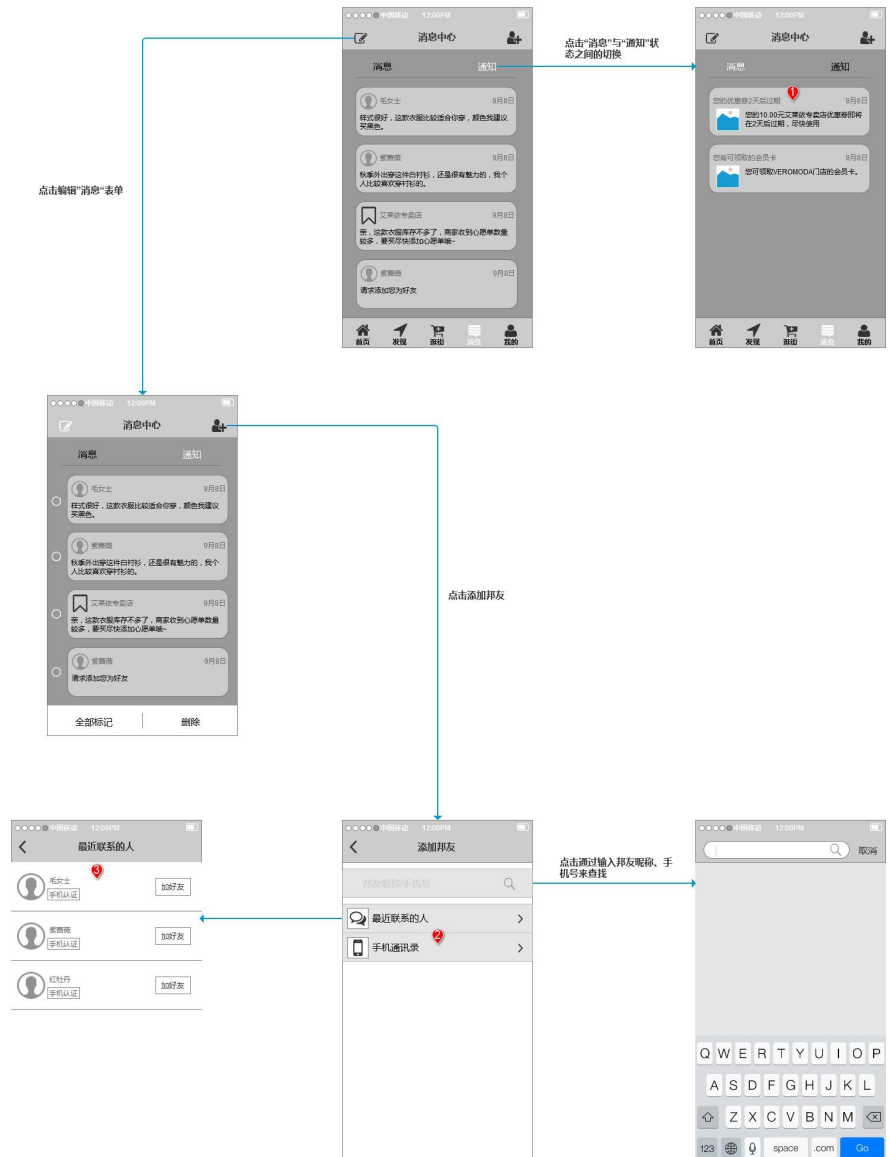 中国移动 12:00PM
消息中心
消息 通知
毛女士 9月8日
样式很好，这款衣服比较适合你穿，颜色我建议
买黑色。
紫薇薇 9月8日
秋季外出穿这件白衬衫，还是很有魅力的，我个
人比较喜欢穿衬衫的。
艾莱依专卖店 9月8日
亲，这款衣服库存不多了，商家收到心愿单数量
较多，要买尽快添加心愿单哦~
紫薇薇 9月8日
请求添加您为好友
首页 发现 逛街 消息 我的
点击“消息”与“通知”状
态之间的切换
中国移动 12:00PM
消息中心
消息 通知
1
您的优惠券2天后过期 9月8日
您的10.00元艾莱依专卖店优惠券即将
在2天后过期，尽快使用
您有可领取的会员卡 9月8日
您可领取VEROMODA门店的会员卡。
首页 发现 逛街 消息 我的
点击编辑”消息“表单
中国移动 12:00PM
消息中心
消息 通知
毛女士 9月8日
样式很好，这款衣服比较适合你穿，颜色我建议
买黑色。
紫薇薇 9月8日
秋季外出穿这件白衬衫，还是很有魅力的，我个
人比较喜欢穿衬衫的。
艾莱依专卖店 9月8日
亲，这款衣服库存不多了，商家收到心愿单数量
较多，要买尽快添加心愿单哦~
紫薇薇 9月8日
请求添加您为好友
全部标记 删除
点击添加邦友
中国移动 12:00PM
最近联系的人
3
毛女士
手机认证 加好友
紫薇薇
手机认证 加好友
红牡丹
手机认证 加好友
中国移动 12:00PM
添加邦友
邦友昵称/手机号
最近联系的人
2
手机通讯录
点击通过输入邦友昵称、手
机号来查找
中国移动 12:00PM
取消
Q W E R T Y U I O P
A S D F G H J K L
Z X C V B N M
123 space .com Go